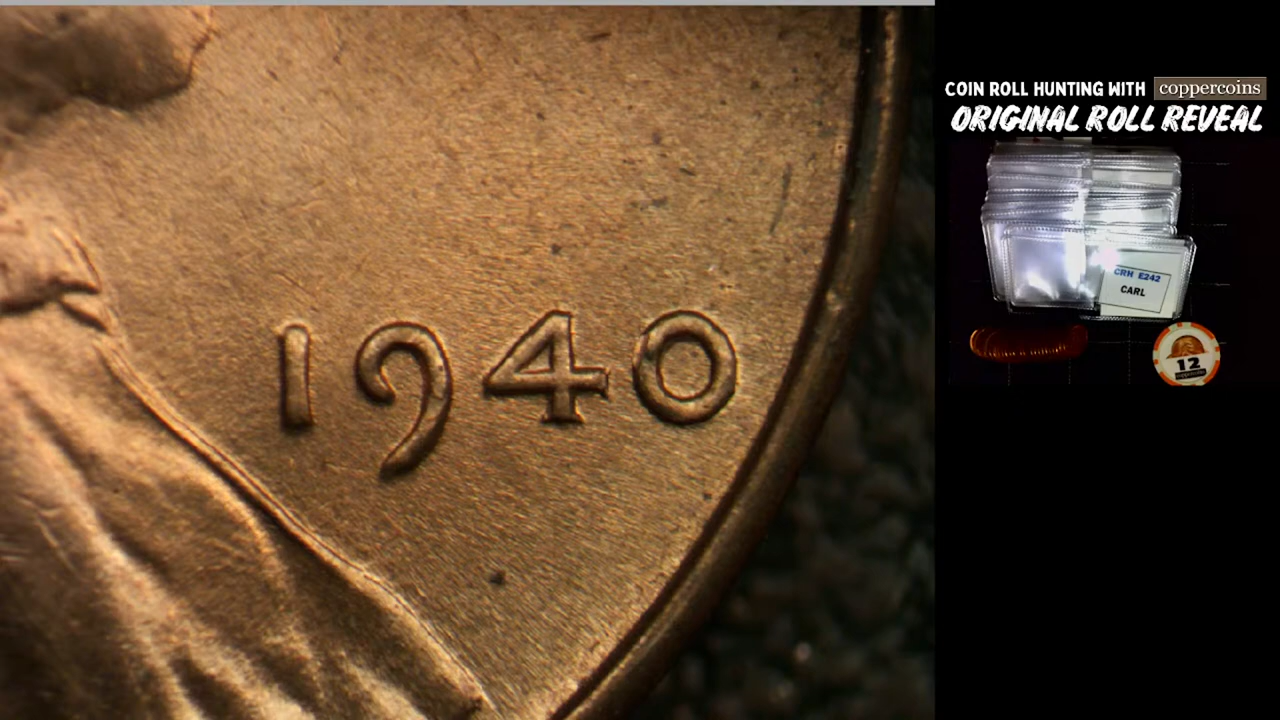 1940
COIN ROLL HUNTING WITH coppercoins
ORIGINAL ROLL REVEAL
CRH E242
CARL
12